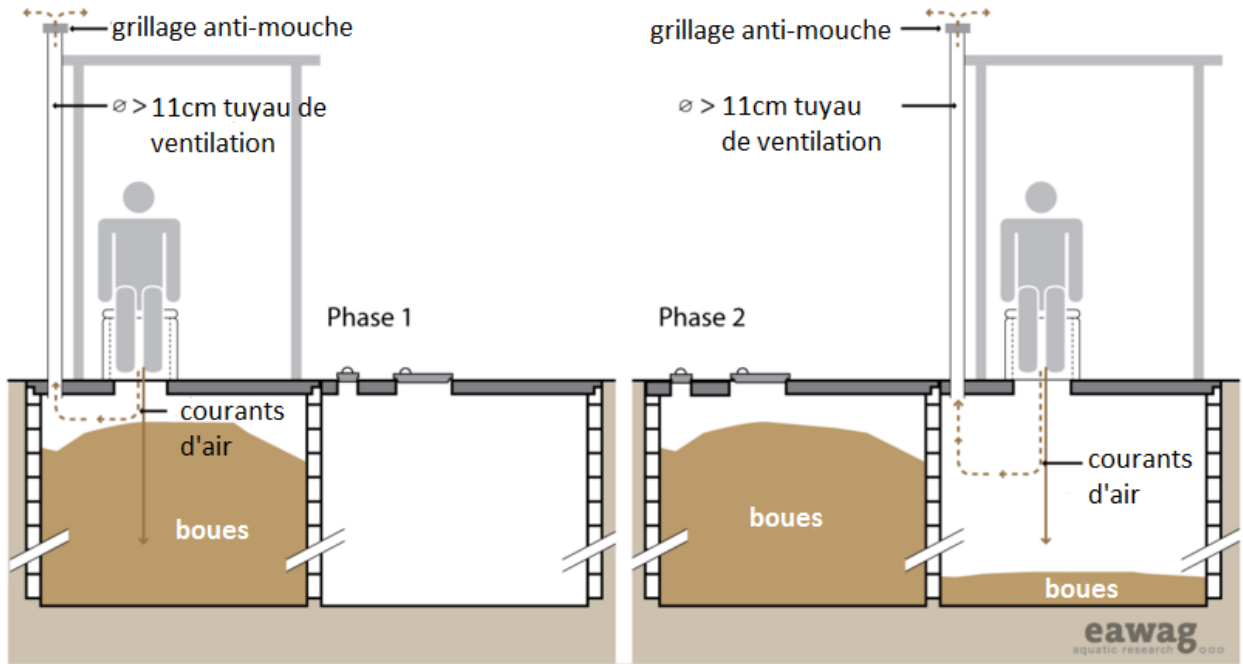 grillage anti-mouche
⌀ > 11cm tuyau de
ventilation
Phase 1
courants
d'air
boues
grillage anti-mouche
⌀ > 11cm tuyau
de ventilation
Phase 2
courants
d'air
boues
boues
eawag
aquatic research